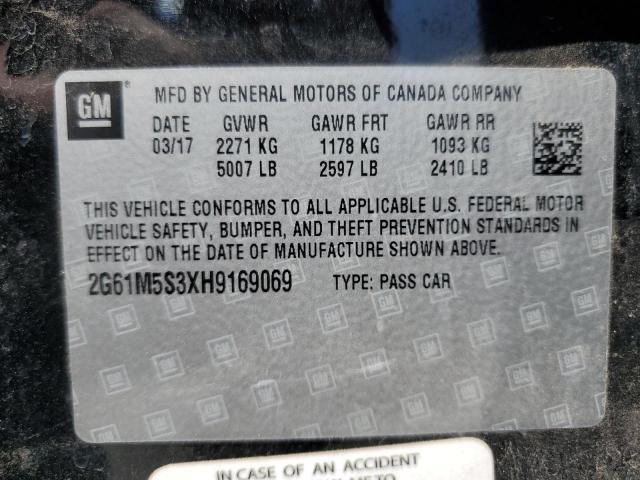 GM
MFD BY GENERAL MOTORS OF CANADA COMPANY
DATE GVWR GAWR FRT GAWR RR
03/17 2271 KG 1178 KG 1093 KG
5007 LB 2597 LB 2410 LB
THIS VEHICLE CONFORMS TO ALL APPLICABLE U.S. FEDERAL MOTOR
VEHICLE SAFETY, BUMPER, AND THEFT PREVENTION STANDARDS IN
EFFECT ON THE DATE OF MANUFACTURE SHOWN ABOVE.
2G61M5S3XH9169069 TYPE: PASS CAR
IN CASE OF AN ACCIDENT